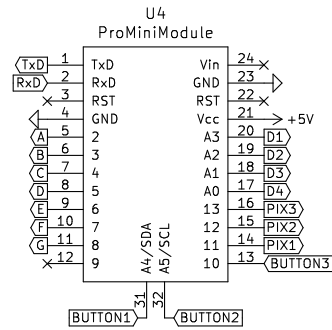 U4
ProMiniModule
TxD 1 TxD Vin 24
RxD 2 RxD GND 23
3 RST RST 22
4 GND Vcc 21 +5V
A 5 2 A3 20 D1
B 6 3 A2 19 D2
C 7 4 A1 18 D3
D 8 5 A0 17 D4
E 9 6 13 16 PIX3
F 10 7 12 15 PIX2
G 11 8 11 14 PIX1
12 9 10 13 BUTTON3
A4/SDA A5/SCL
31 32
BUTTON1 BUTTON2